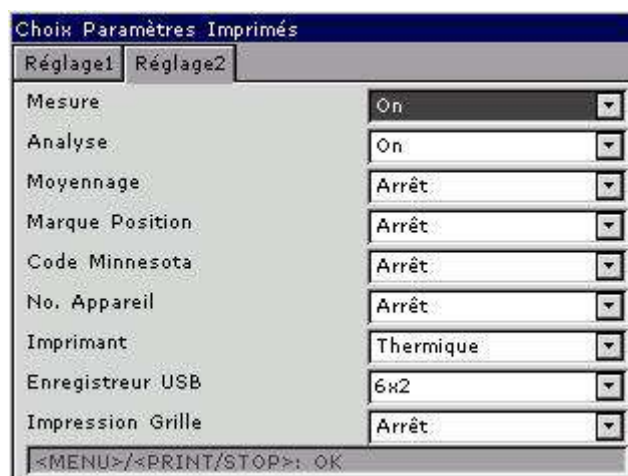 Choix Paramètres Imprimés
Réglage1 Réglage2
Mesure On
Analyse On
Moyennage Arrêt
Marque Position Arrêt
Code Minnesota Arrêt
No. Appareil Arrêt
Imprimant Thermique
Enregistreur USB 6x2
Impression Grille Arrêt
<MENU>/<PRINT/STOP>: OK